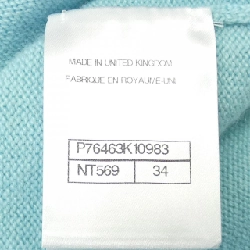 MADE IN UNITED KINGDOM
FABRIQUE EN ROYAUME-UNI
P76463K10983
NT569 34